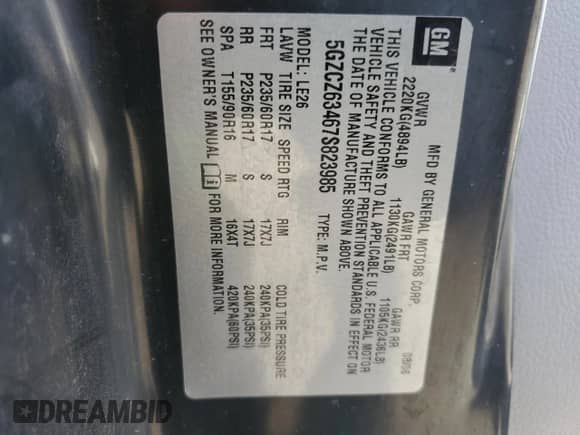 GM
MFD BY GENERAL MOTORS CORP. 08/06
GVWR GAWR FRT GAWR RR
2220KG(4894LB) 1130KG(2491LB) 1105KG(2436LB)
THIS VEHICLE CONFORMS TO ALL APPLICABLE U.S. FEDERAL MOTOR
VEHICLE SAFETY AND THEFT PREVENTION STANDARDS IN EFFECT ON
THE DATE OF MANUFACTURE SHOWN ABOVE.
5GZCZ63467S823985 TYPE: M.P.V.
MODEL: LE26
LAVW TIRE SIZE SPEED RTG RIM COLD TIRE PRESSURE
FRT P235/60R17 S 17X7J 240KPA(35PSI)
RR P235/60R17 S 17X7J 240KPA(35PSI)
SPA T155/90R16 M 16X4T 420KPA(60PSI)
SEE OWNER'S MANUAL FOR MORE INFORMATION.
DREAMBID